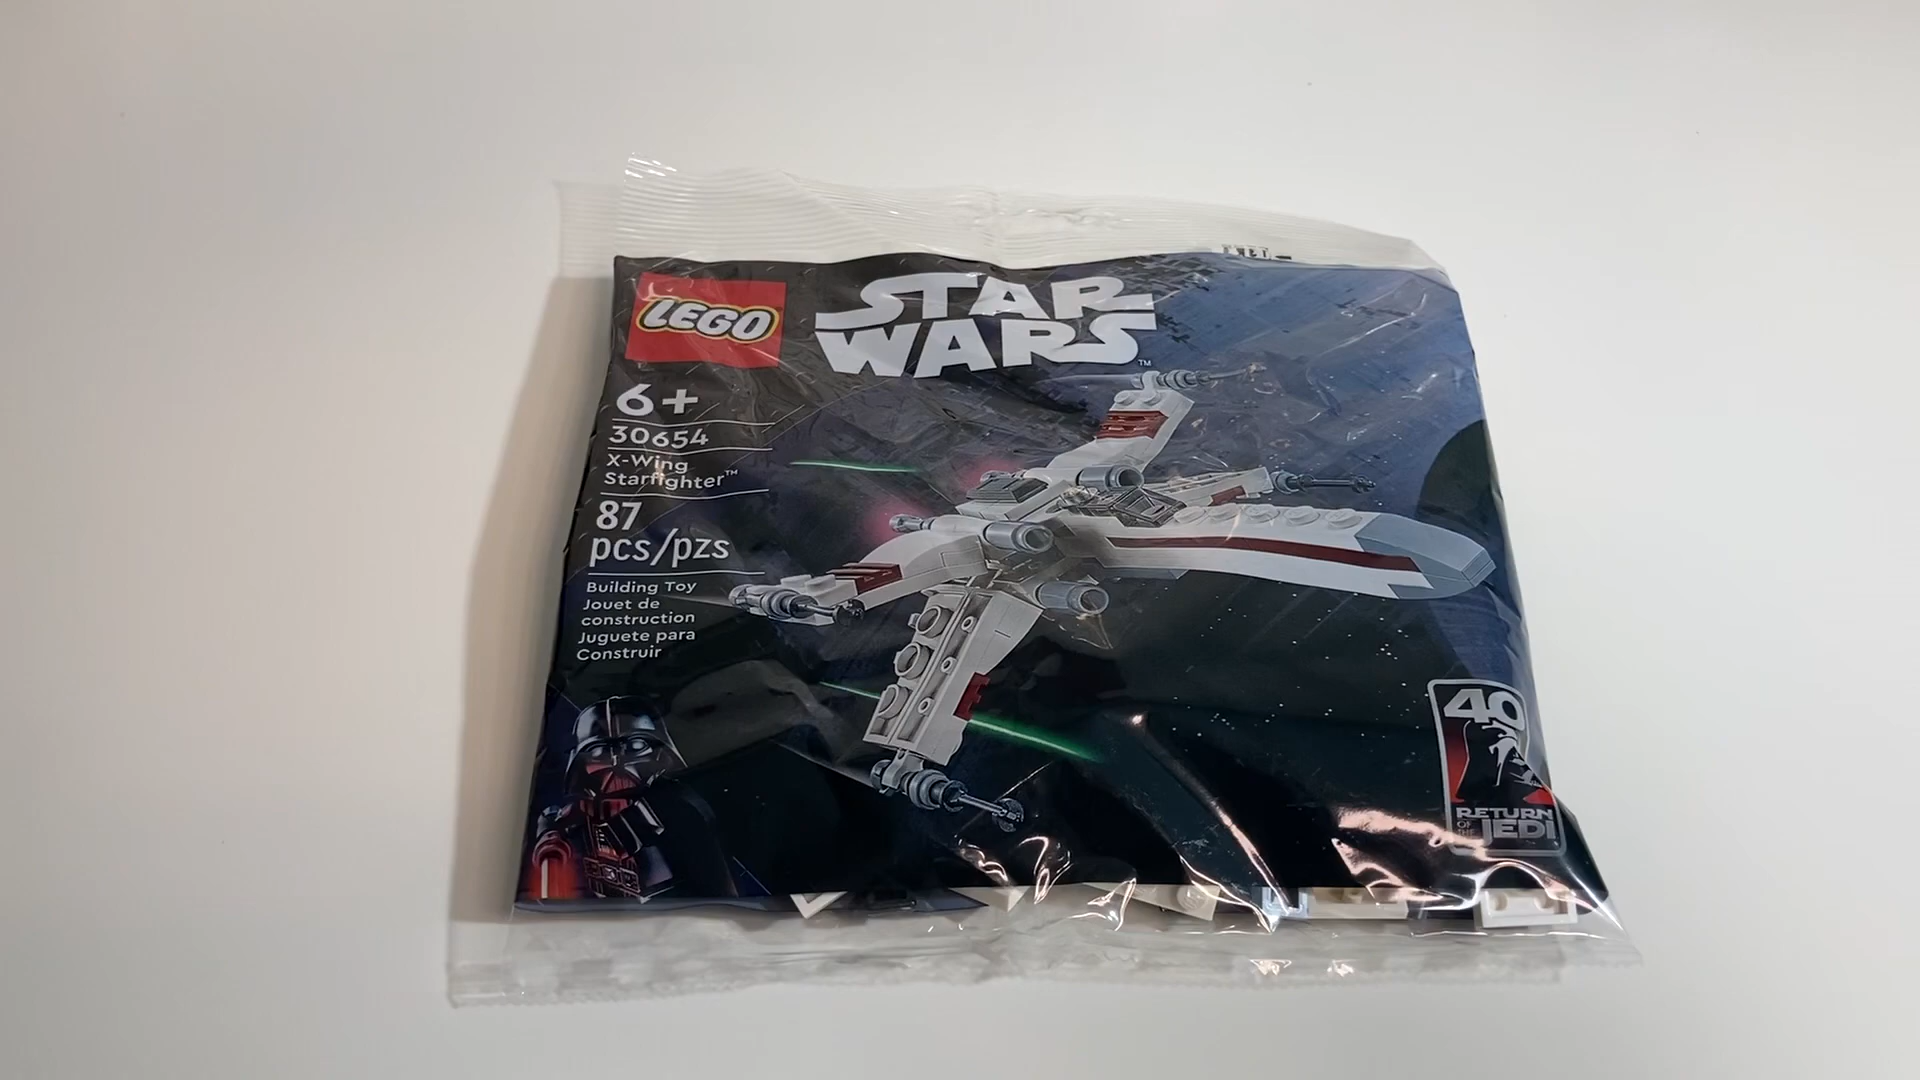 LEGO
STAR
WARS™
6+
30654
X-Wing
Starfighter™
87
pcs/pzs
Building Toy
Jouet de
construction
Juguete para
Construir
40
RETURN
OF THE JEDI